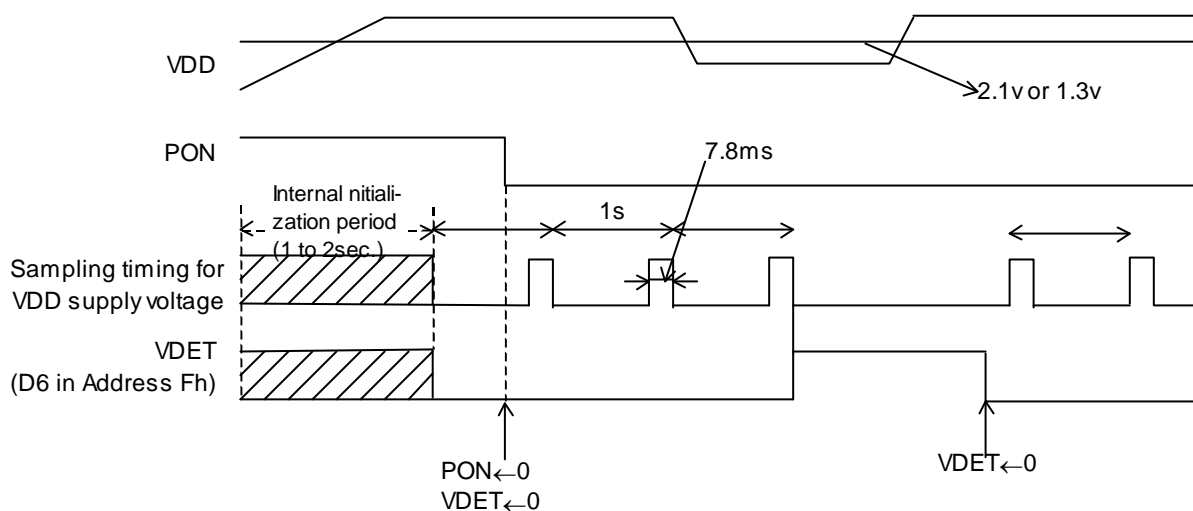 VDD
2.1v or 1.3v
PON
7.8ms
Internal nitiali-
zation period
(1 to 2sec.)
1s
Sampling timing for
VDD supply voltage
VDET
(D6 in Address Fh)
PON←0
VDET←0
VDET←0